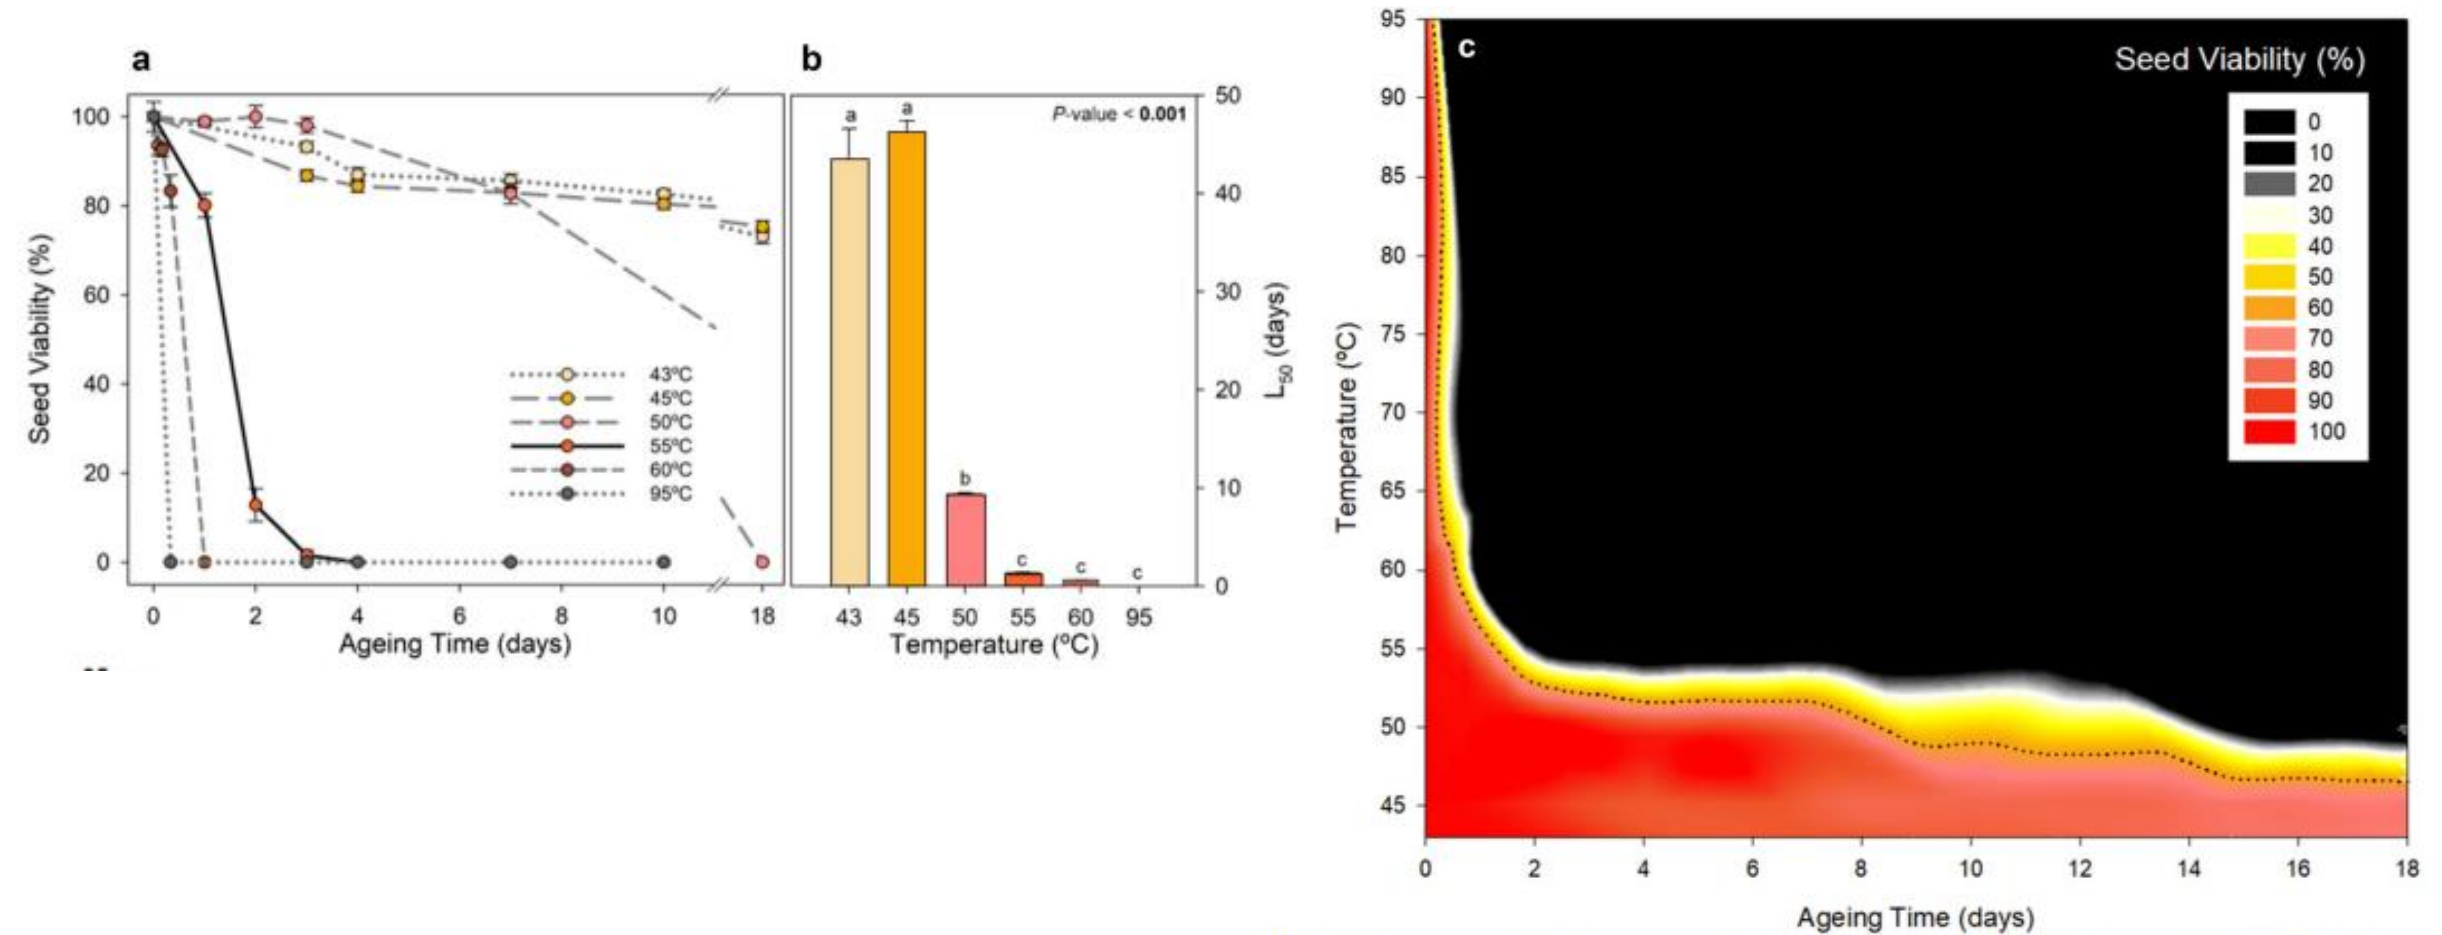 a
Seed Viability (%)
100
80
60
40
20
0
43ºC
45ºC
50ºC
55ºC
60ºC
95ºC
0 2 4 6 8 10 18
Ageing Time (days)
b
P-value < 0.001
a a b c c c
50
40
30
20
10
0
L50 (days)
43 45 50 55 60 95
Temperature (ºC)
c
Seed Viability (%)
0
10
20
30
40
50
60
70
80
90
100
Temperature (ºC)
95
90
85
80
75
70
65
60
55
50
45
0 2 4 6 8 10 12 14 16 18
Ageing Time (days)